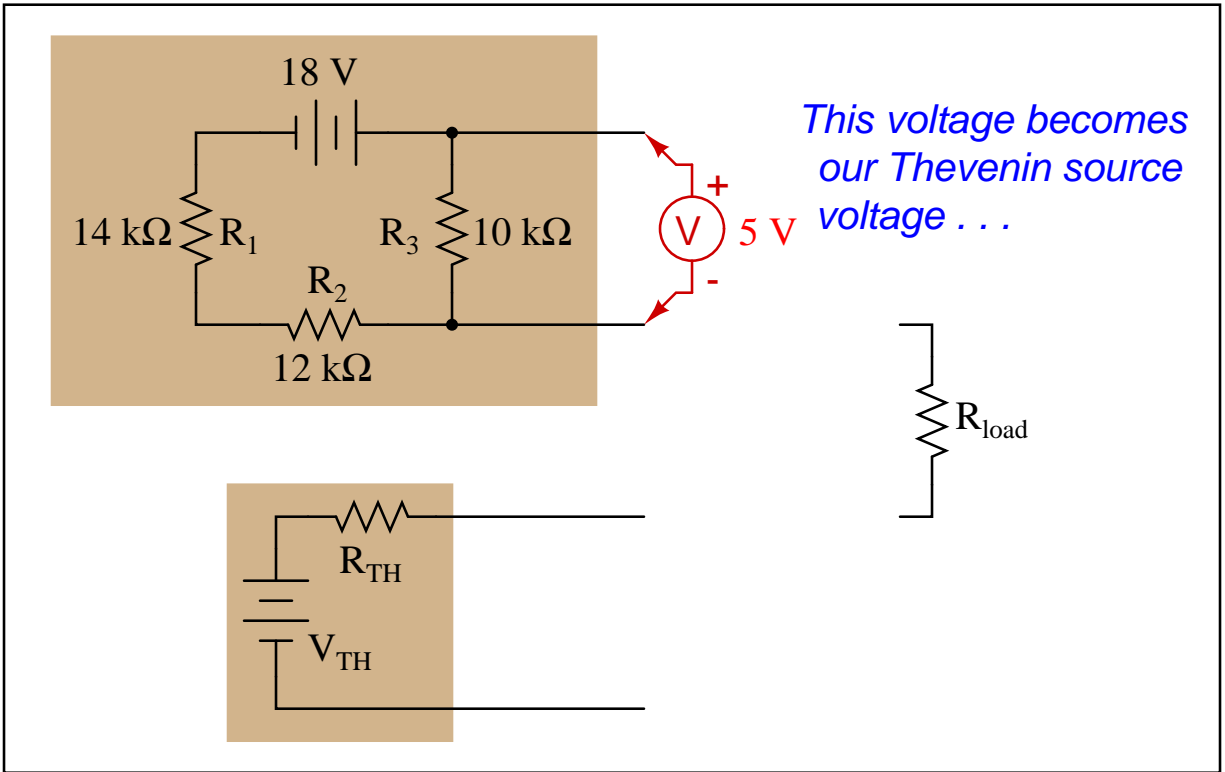 18 V
This voltage becomes
our Thevenin source
voltage . . .
14 kΩ
R1
R3
10 kΩ
+
V
5 V
-
R2
12 kΩ
Rload
RTH
VTH